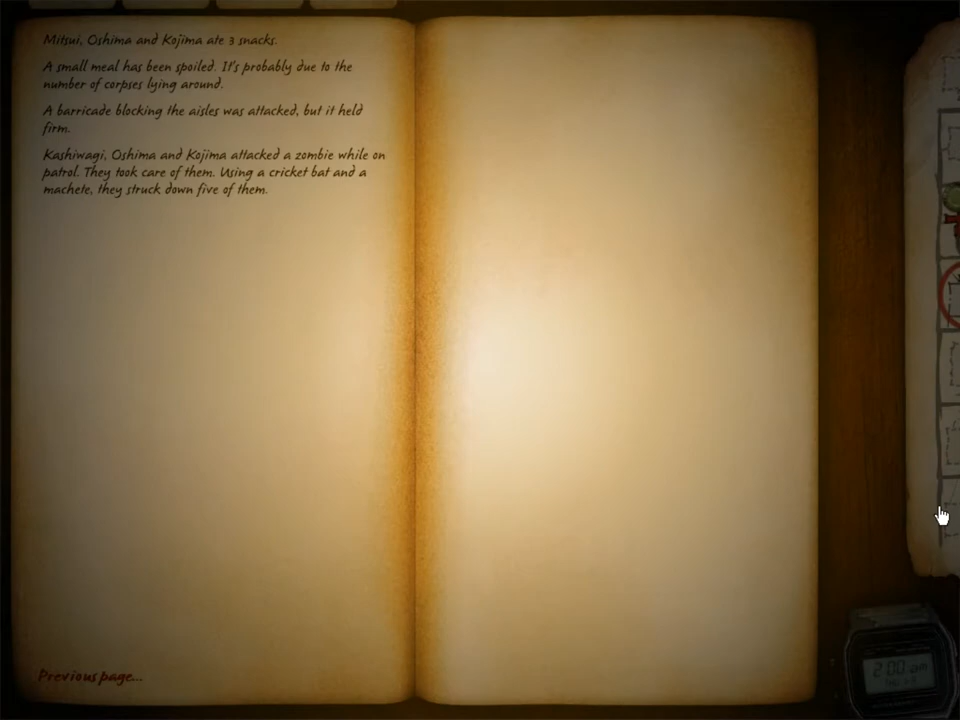 Mitsui, Oshima and Kojima ate 3 snacks.
A small meal has been spoiled. It's probably due to the
number of corpses lying around.
A barricade blocking the aisles was attacked, but it held
firm.
Kashiwagi, Oshima and Kojima attacked a zombie while on
patrol. They took care of them. Using a cricket bat and a
machete, they struck down five of them.
Previous page...
2:00 am